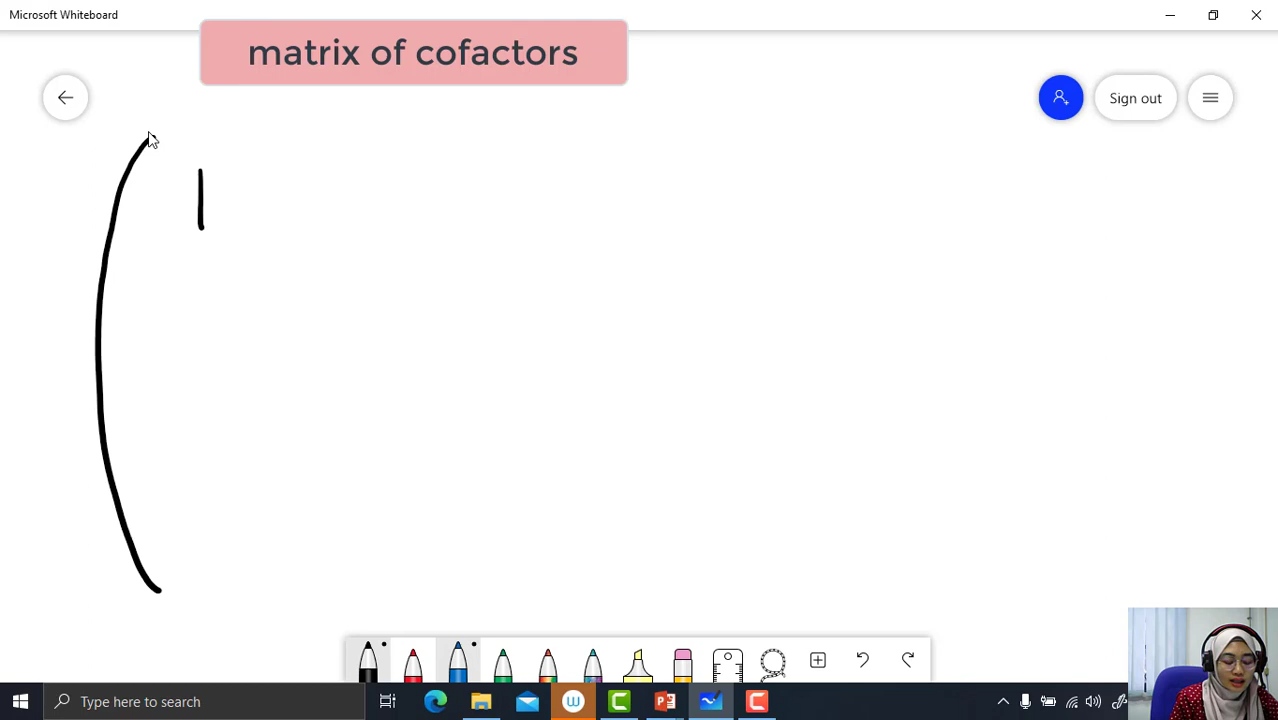 Microsoft Whiteboard
matrix of cofactors
Sign out
Type here to search